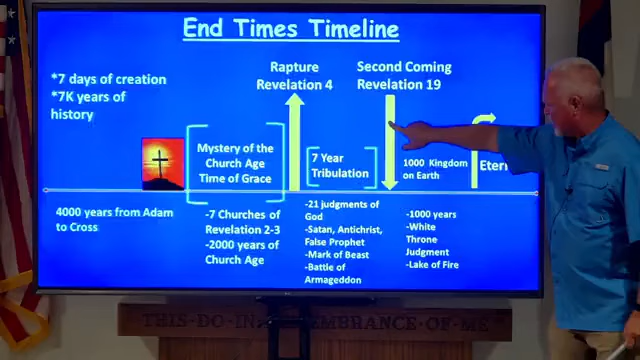 End Times Timeline
*7 days of creation
*7K years of
history
Rapture
Revelation 4
Second Coming
Revelation 19
Mystery of the
Church Age
Time of Grace
7 Year
Tribulation
1000 Kingdom
on Earth
Etern
4000 years from Adam
to Cross
-7 Churches of
Revelation 2-3
-2000 years of
Church Age
-21 judgments of
God
-Satan, Antichrist,
False Prophet
-Mark of Beast
-Battle of
Armageddon
-1000 years
-White
Throne
Judgment
-Lake of Fire
THIS·DO·IN· EMBRANCE·OF·ME